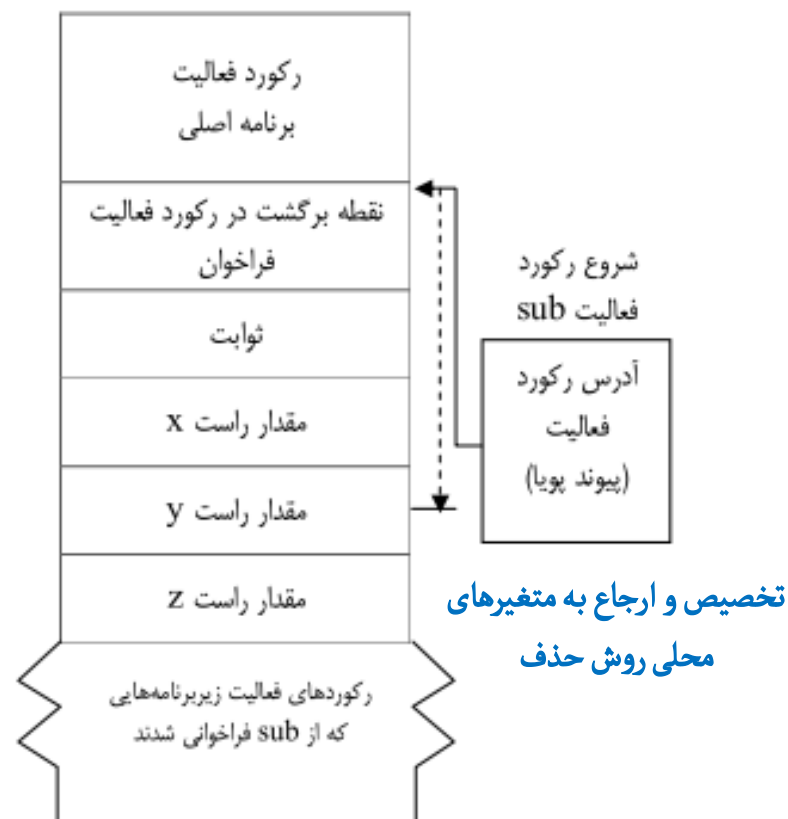 رکورد فعالیت
برنامه اصلی
نقطه برگشت در رکورد فعالیت
فراخوان
ثوابت
مقدار راست x
مقدار راست y
مقدار راست z
رکوردهای فعالیت زیربرنامه‌هایی
که از sub فراخوانی شدند
شروع رکورد
فعالیت sub
آدرس رکورد
فعالیت
(پیوند پویا)
تخصیص و ارجاع به متغیرهای
محلی روش حذف